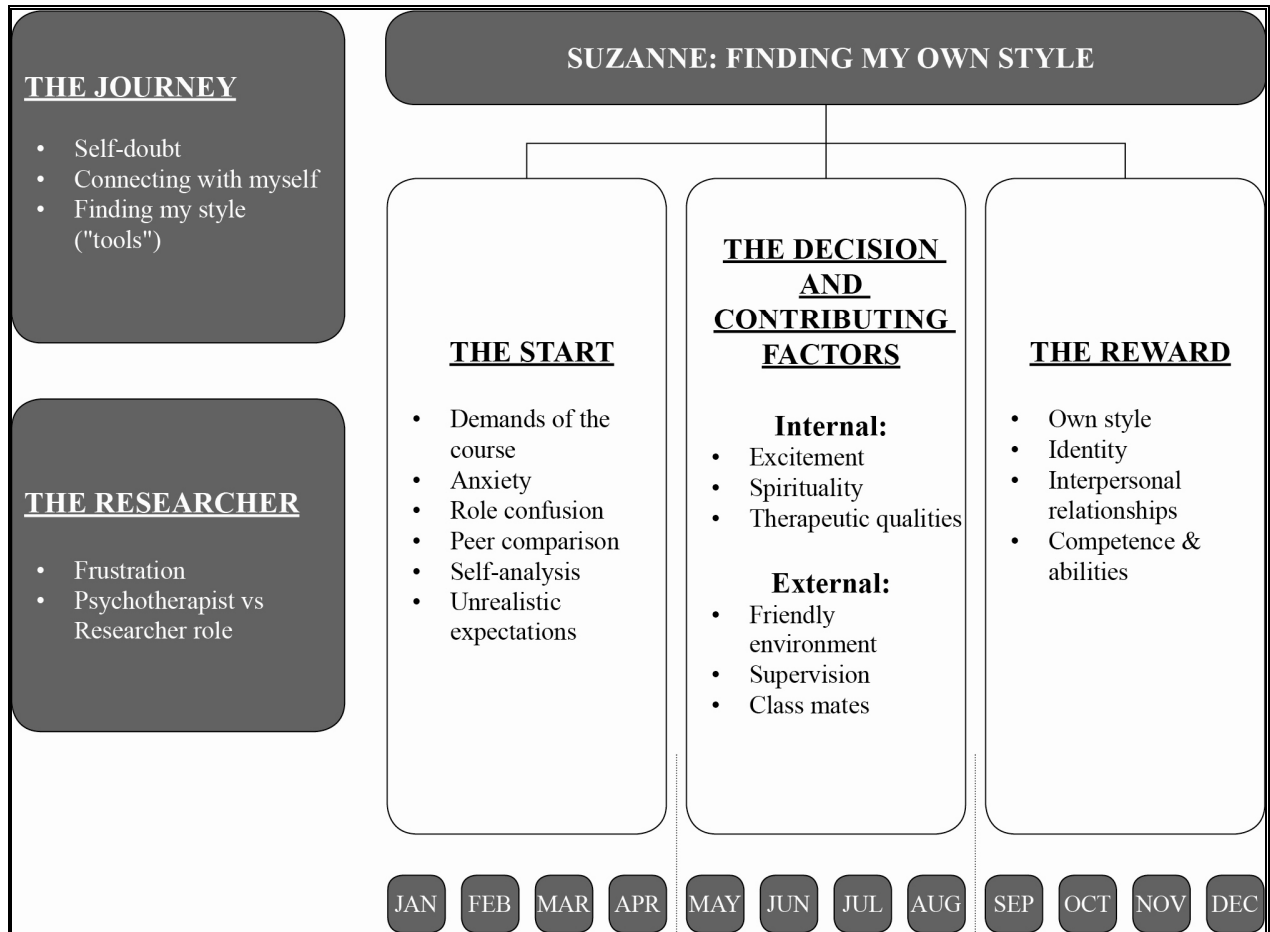 THE JOURNEY
• Self-doubt
• Connecting with myself
• Finding my style
("tools")
THE RESEARCHER
• Frustration
• Psychotherapist vs
Researcher role
SUZANNE: FINDING MY OWN STYLE
THE START
• Demands of the
course
• Anxiety
• Role confusion
• Peer comparison
• Self-analysis
• Unrealistic
expectations
THE DECISION
AND
CONTRIBUTING
FACTORS
Internal:
• Excitement
• Spirituality
• Therapeutic qualities
External:
• Friendly
environment
• Supervision
• Class mates
THE REWARD
• Own style
• Identity
• Interpersonal
relationships
• Competence &
abilities
JAN FEB MAR APR MAY JUN JUL AUG SEP OCT NOV DEC